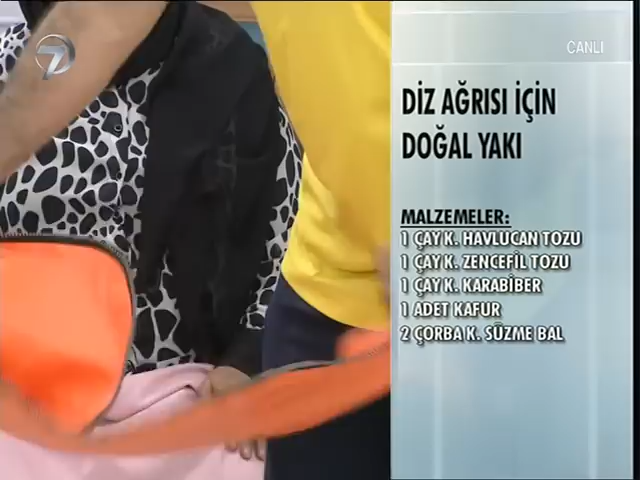 7
CANLI
DİZ AĞRISI İÇİN
DOĞAL YAKI
MALZEMELER:
1 ÇAY K. HAVLUCAN TOZU
1 ÇAY K. ZENCEFİL TOZU
1 ÇAY K. KARABİBER
1 ADET KAFUR
2 ÇORBA K. SÜZME BAL